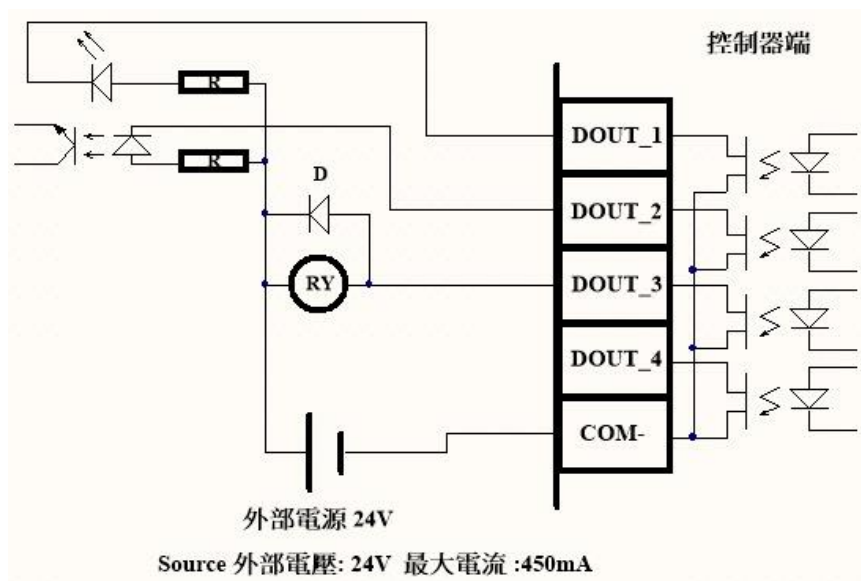 控制器端
R
DOUT_1
R
D
DOUT_2
RY
DOUT_3
DOUT_4
COM-
外部電源 24V
Source 外部電壓: 24V 最大電流 :450mA